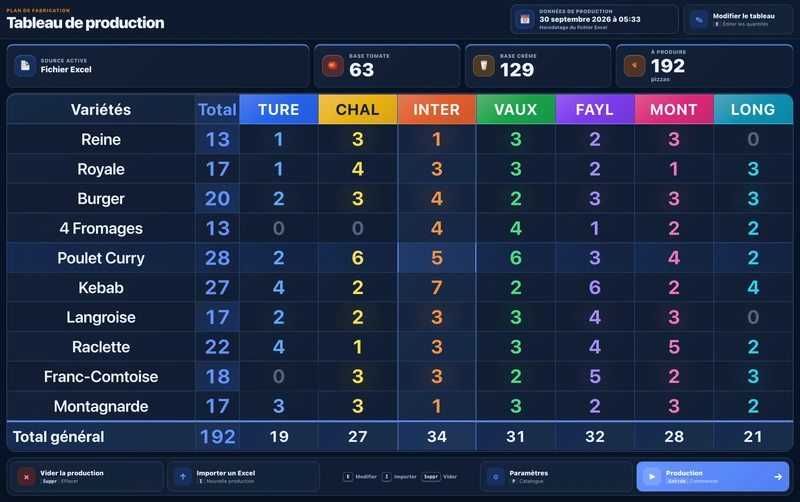 PLAN DE FABRICATION
Tableau de production
DONNÉES DE PRODUCTION
30 septembre 2026 à 05:33
Horodatage du fichier Excel
Modifier le tableau
E Éditer les quantités
SOURCE ACTIVE
Fichier Excel
BASE TOMATE
63
BASE CRÈME
129
À PRODUIRE
192
pizzas
Variétés Total TURE CHAL INTER VAUX FAYL MONT LONG
Reine 13 1 3 1 3 2 3 0
Royale 17 1 4 3 3 2 1 3
Burger 20 2 3 4 2 3 3 3
4 Fromages 13 0 0 4 4 1 2 2
Poulet Curry 28 2 6 5 6 3 4 2
Kebab 27 4 2 7 2 6 2 4
Langroise 17 2 2 3 3 4 3 0
Raclette 22 4 1 3 3 4 5 2
Franc-Comtoise 18 0 3 3 2 5 2 3
Montagnarde 17 3 3 1 3 2 3 2
Total général 192 19 27 34 31 32 28 21
Vider la production
Suppr Effacer
Importer un Excel
I Nouvelle production
E Modifier I Importer Suppr Vider
Paramètres
P Catalogue
Production
Entrée Commencer